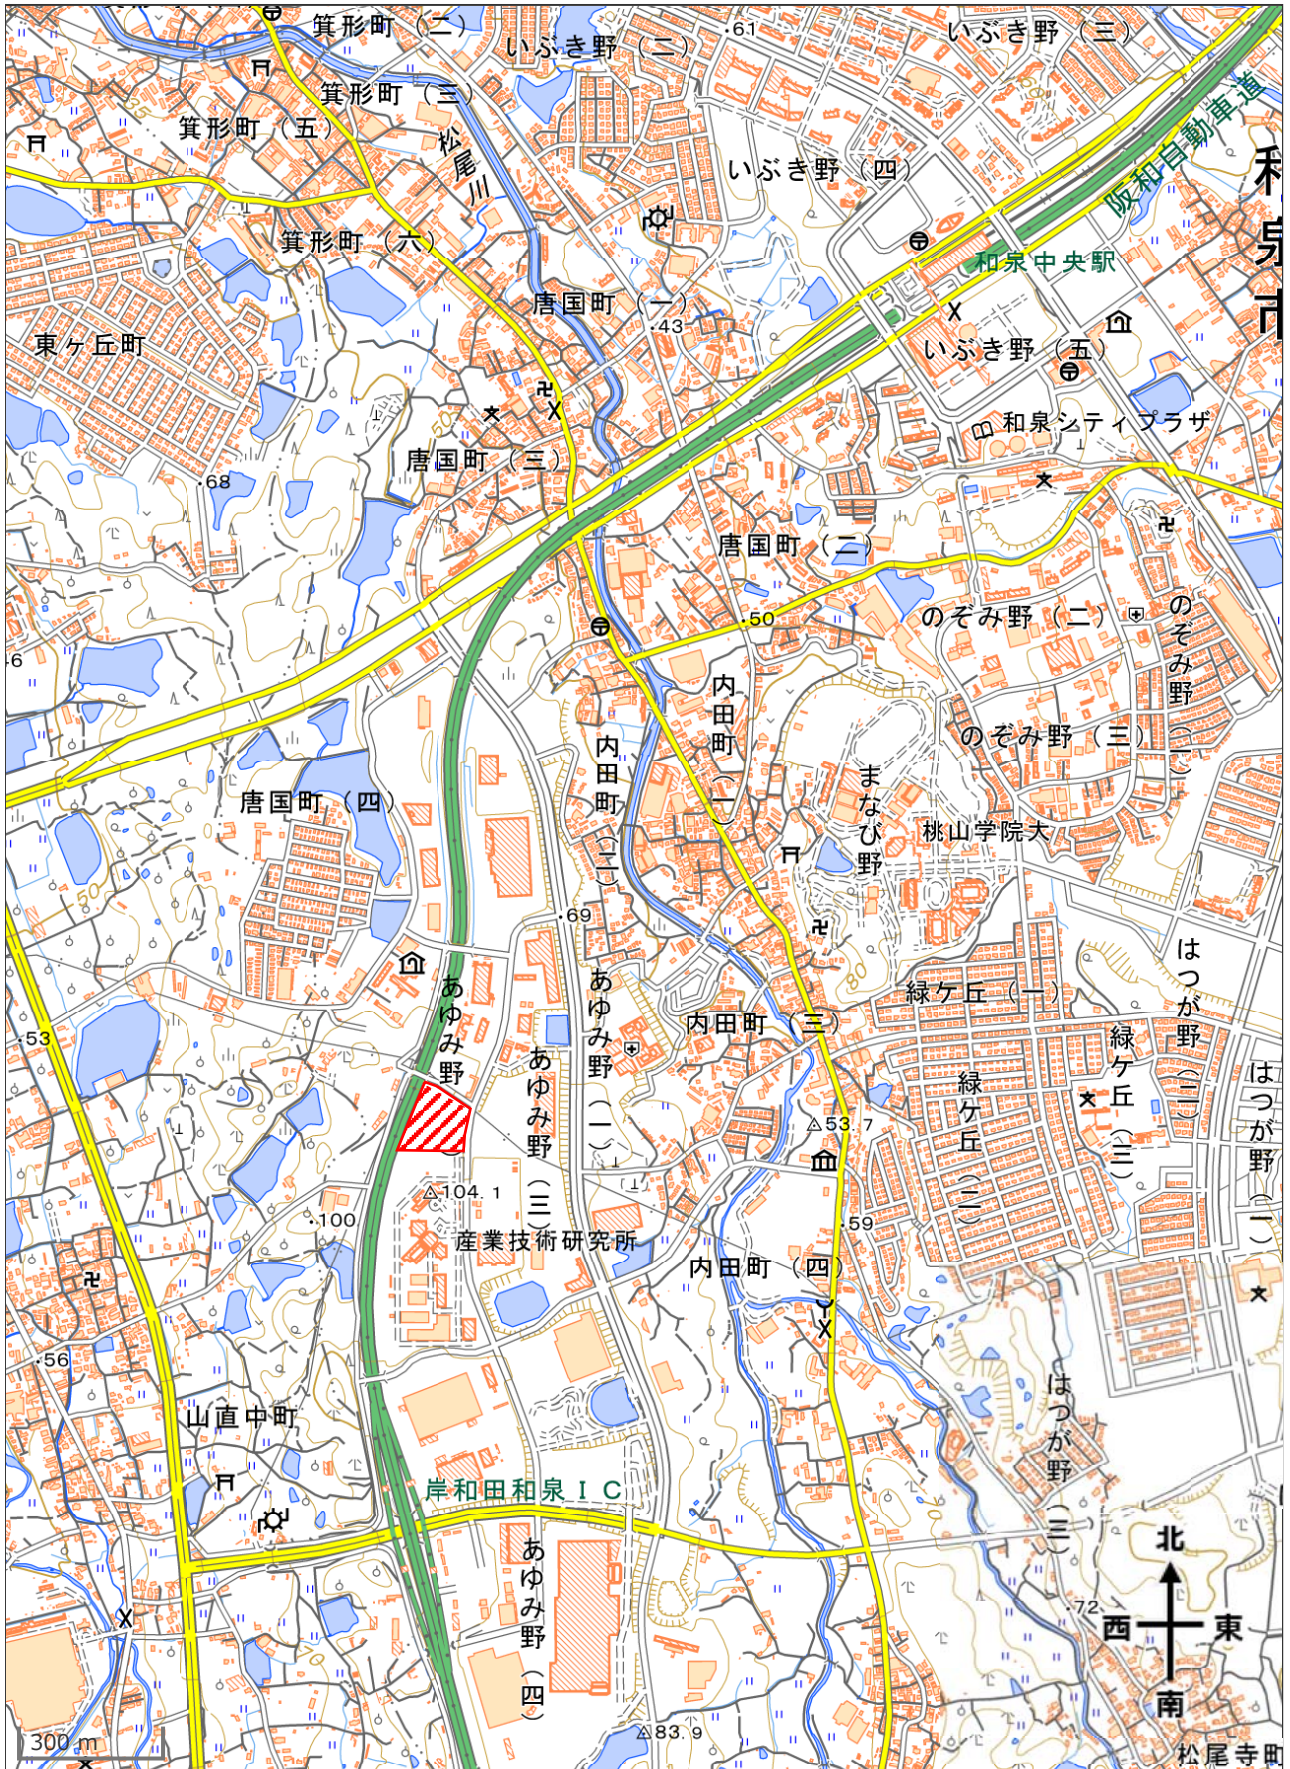 箕形町（二）
いぶき野（二）
・61
いぶき野（三）
箕形町（三）
阪和自動車道
箕形町（五）
松尾川
いぶき野（四）
和泉市
箕形町（六）
和泉中央駅
唐国町（一）
・43
東ヶ丘町
いぶき野（五）
和泉シティプラザ
50
唐国町（三）
・68
唐国町（二）
のぞみ野（二）
・50
のぞみ野（一）
内田町（一）
のぞみ野（三）
内田町（二）
まなび野
唐国町（四）
桃山学院大
50
・69
はつが野（二）
80
あゆみ野
あゆみ野（一）
緑ケ丘（一）
内田町（三）
・53
緑ケ丘（三）
あゆみ野（三）
はつが野（一）
緑ケ丘（二）
△53.7
△104.1
・100
・59
産業技術研究所
内田町（四）
・56
はつが野（三）
山直中町
岸和田和泉ＩＣ
北
あゆみ野（四）
・72
西
東
南
△83.9
300 m
松尾寺町